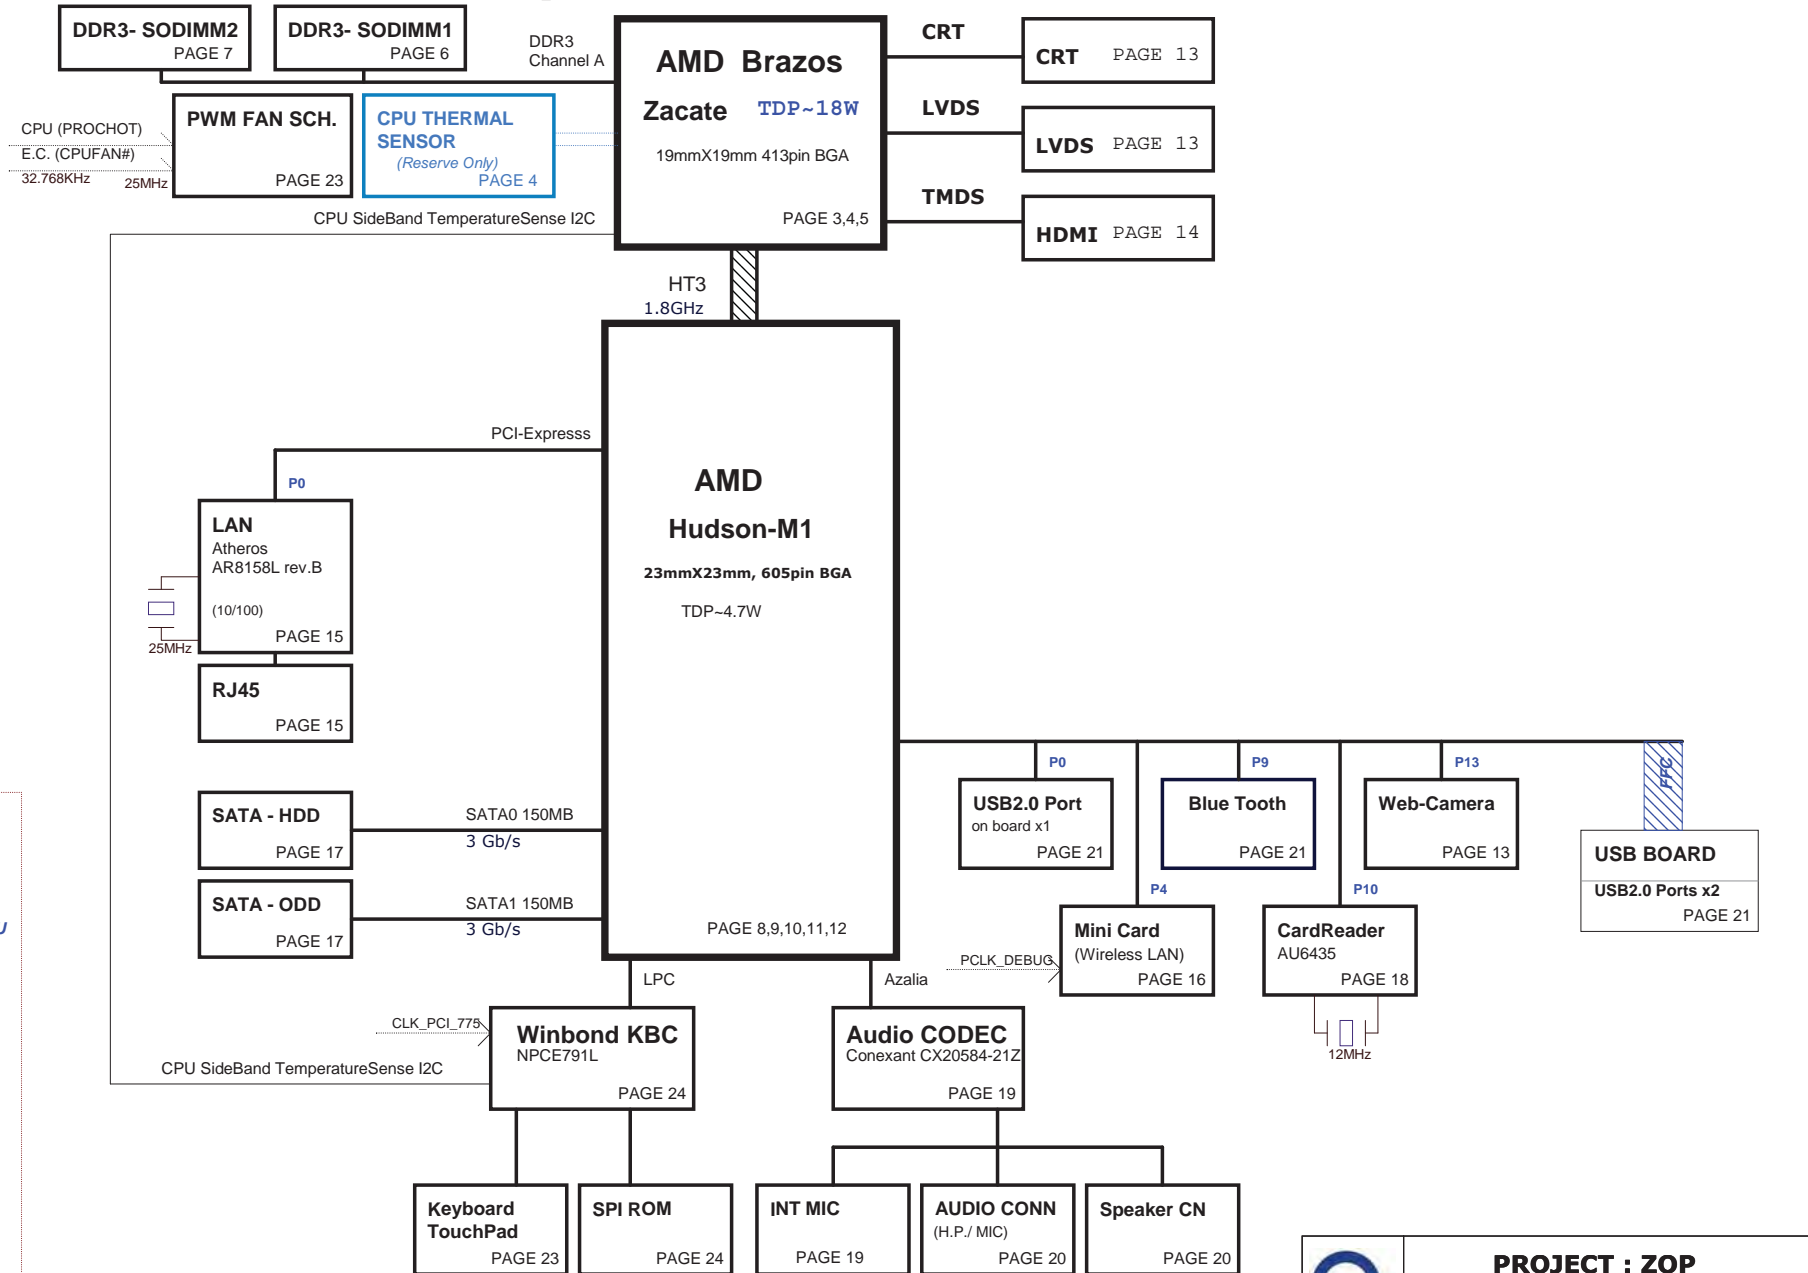 DDR3- SODIMM2
PAGE 7
DDR3- SODIMM1
PAGE 6
DDR3
Channel A
AMD Brazos
Zacate TDP~18W
19mmX19mm 413pin BGA
PAGE 3,4,5
CRT
CRT PAGE 13
LVDS
LVDS PAGE 13
TMDS
HDMI PAGE 14
CPU (PROCHOT)
E.C. (CPUFAN#)
32.768KHz
25MHz
PWM FAN SCH.
PAGE 23
CPU THERMAL
SENSOR
(Reserve Only)
PAGE 4
CPU SideBand TemperatureSense I2C
HT3
1.8GHz
PCI-Expresss
P0
LAN
Atheros
AR8158L rev.B
(10/100)
PAGE 15
25MHz
RJ45
PAGE 15
AMD
Hudson-M1
23mmX23mm, 605pin BGA
TDP~4.7W
PAGE 8,9,10,11,12
SATA - HDD
PAGE 17
SATA0 150MB
3 Gb/s
SATA - ODD
PAGE 17
SATA1 150MB
3 Gb/s
P0
USB2.0 Port
on board x1
PAGE 21
P9
Blue Tooth
PAGE 21
P13
Web-Camera
PAGE 13
FFC
USB BOARD
USB2.0 Ports x2
PAGE 21
P4
Mini Card
(Wireless LAN)
PAGE 16
PCLK_DEBUG
P10
CardReader
AU6435
PAGE 18
12MHz
LPC
Azalia
CLK_PCI_775
Winbond KBC
NPCE791L
PAGE 24
CPU SideBand TemperatureSense I2C
Audio CODEC
Conexant CX20584-21Z
PAGE 19
Keyboard
TouchPad
PAGE 23
SPI ROM
PAGE 24
INT MIC
PAGE 19
AUDIO CONN
(H.P./ MIC)
PAGE 20
Speaker CN
PAGE 20
PROJECT : ZQP